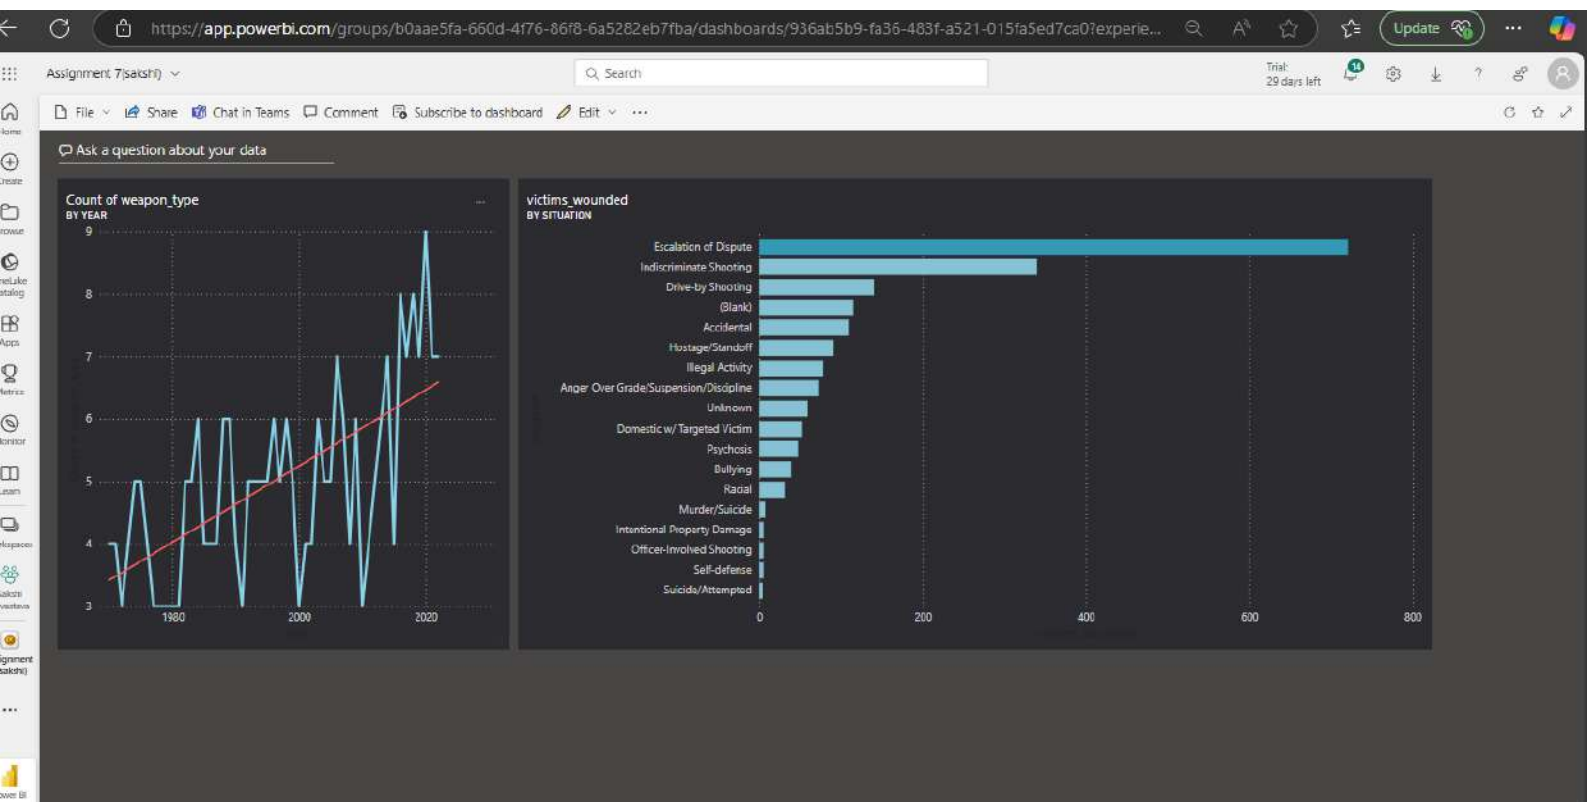 https://app.powerbi.com/groups/b0aae5fa-660d-4f76-86f8-6a5282eb7fba/dashboards/936ab5b9-fa36-483f-a521-015fa5ed7ca0?experie...
Update
Assignment 7(sakshi)
Search
Trial:
29 days left
14
File
Share
Chat in Teams
Comment
Subscribe to dashboard
Edit
Ask a question about your data
Count of weapon_type
BY YEAR
9
8
7
6
5
4
3
1980
2000
2020
victims_wounded
BY SITUATION
Escalation of Dispute
Indiscriminate Shooting
Drive-by Shooting
(Blank)
Accidental
Hostage/Standoff
Illegal Activity
Anger Over Grade/Suspension/Discipline
Unknown
Domestic w/ Targeted Victim
Psychosis
Bullying
Racial
Murder/Suicide
Intentional Property Damage
Officer-Involved Shooting
Self-defense
Suicide/Attempted
0
200
400
600
800